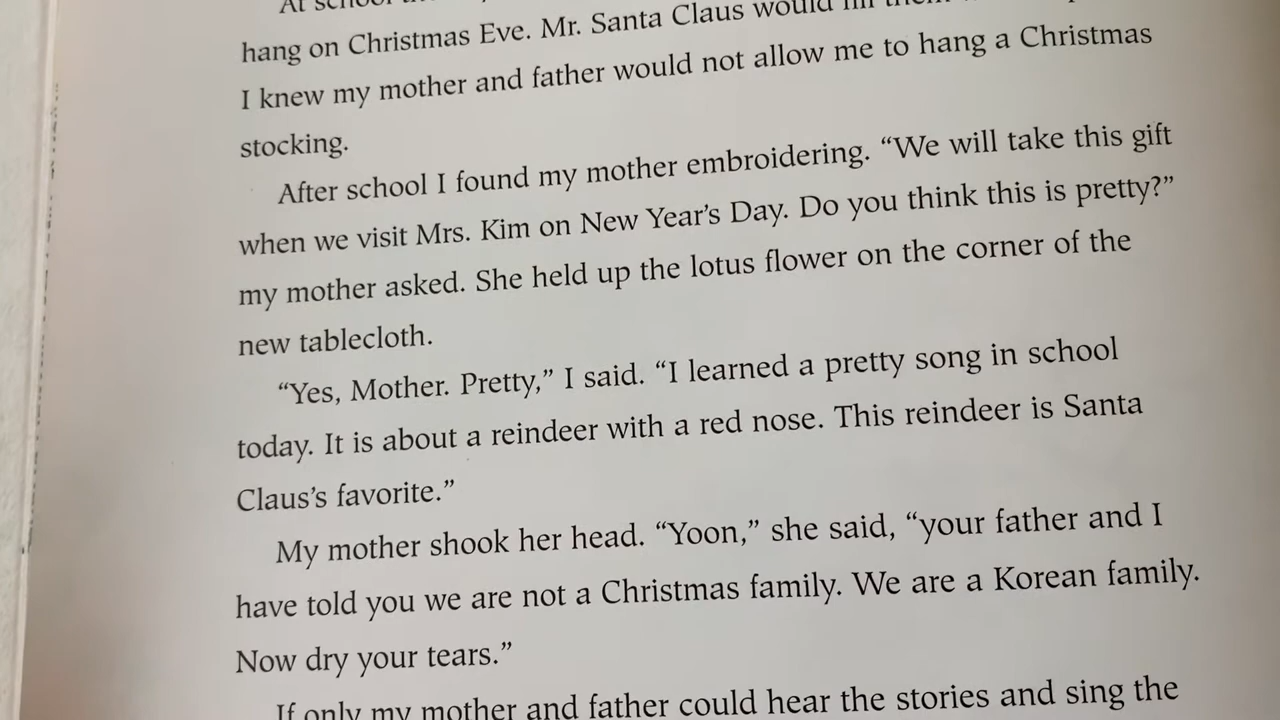 At school
hang on Christmas Eve. Mr. Santa Claus would fill them
I knew my mother and father would not allow me to hang a Christmas
stocking.
After school I found my mother embroidering. “We will take this gift
when we visit Mrs. Kim on New Year’s Day. Do you think this is pretty?”
my mother asked. She held up the lotus flower on the corner of the
new tablecloth.
“Yes, Mother. Pretty,” I said. “I learned a pretty song in school
today. It is about a reindeer with a red nose. This reindeer is Santa
Claus’s favorite.”
My mother shook her head. “Yoon,” she said, “your father and I
have told you we are not a Christmas family. We are a Korean family.
Now dry your tears.”
If only my mother and father could hear the stories and sing the